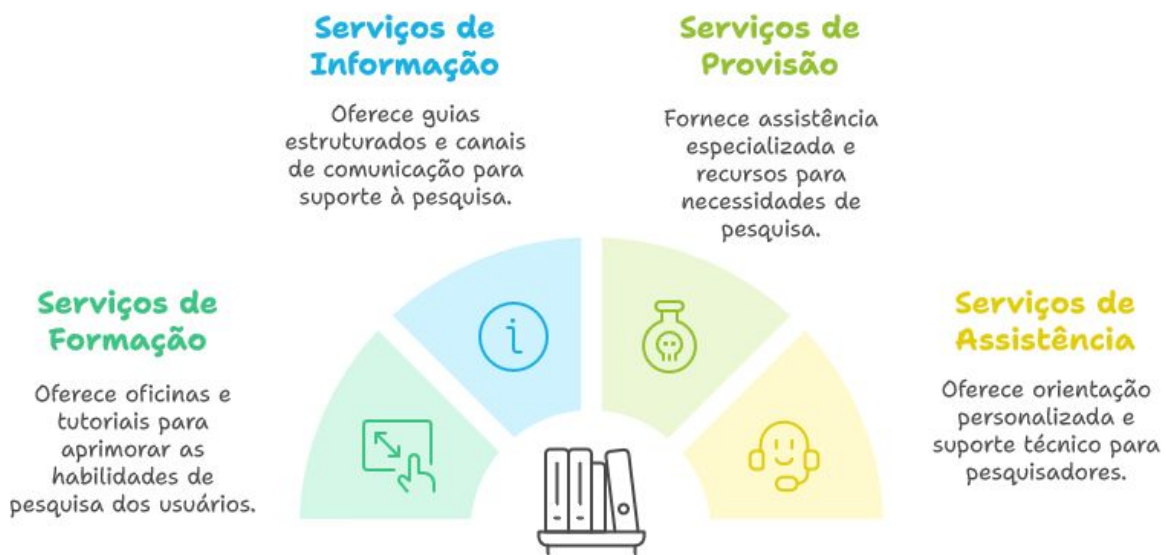 Serviços de
Informação
Oferece guias
estruturados e canais
de comunicação para
suporte à pesquisa.
Serviços de
Provisão
Fornece assistência
especializada e
recursos para
necessidades de
pesquisa.
Serviços de
Formação
Oferece oficinas e
tutoriais para
aprimorar as
habilidades de
pesquisa dos usuários.
Serviços de
Assistência
Oferece orientação
personalizada e
suporte técnico para
pesquisadores.
i